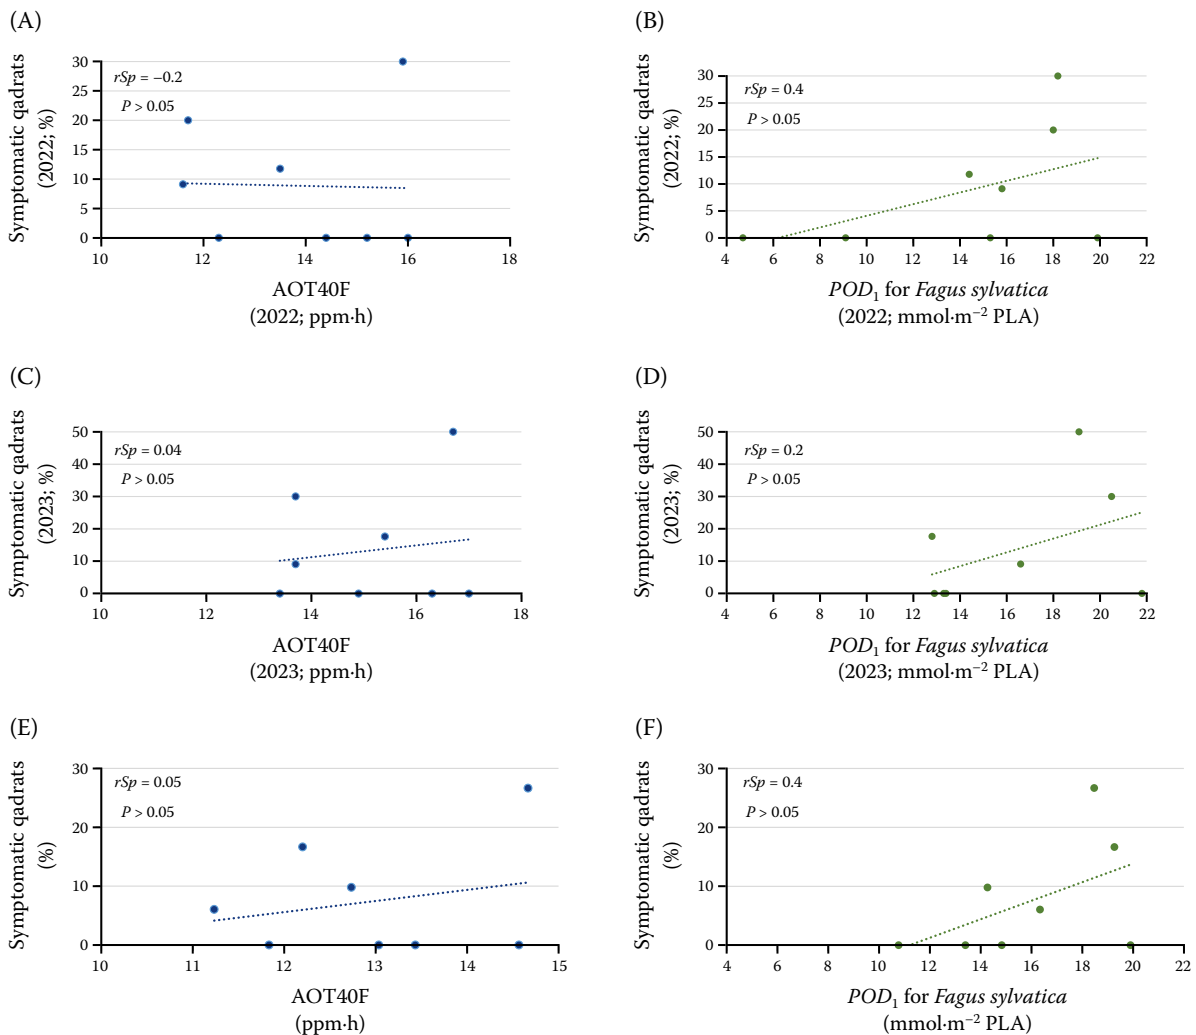 (A)
Symptomatic qadrats
(2022; %)
rSp = −0.2
P > 0.05
30
25
20
15
10
5
0
10 12 14 16 18
AOT40F
(2022; ppm·h)
(B)
Symptomatic qadrats
(2022; %)
rSp = 0.4
P > 0.05
30
25
20
15
10
5
0
4 6 8 10 12 14 16 18 20 22
POD₁ for Fagus sylvatica
(2022; mmol·m⁻² PLA)
(C)
Symptomatic qadrats
(2023; %)
rSp = 0.04
P > 0.05
50
40
30
20
10
0
10 12 14 16 18
AOT40F
(2023; ppm·h)
(D)
Symptomatic qadrats
(2023; %)
rSp = 0.2
P > 0.05
50
40
30
20
10
0
4 6 8 10 12 14 16 18 20 22
POD₁ for Fagus sylvatica
(2023; mmol·m⁻² PLA)
(E)
Symptomatic qadrats
(%)
rSp = 0.05
P > 0.05
30
20
10
0
10 11 12 13 14 15
AOT40F
(ppm·h)
(F)
Symptomatic qadrats
(%)
rSp = 0.4
P > 0.05
30
20
10
0
4 6 8 10 12 14 16 18 20 22
POD₁ for Fagus sylvatica
(mmol·m⁻² PLA)